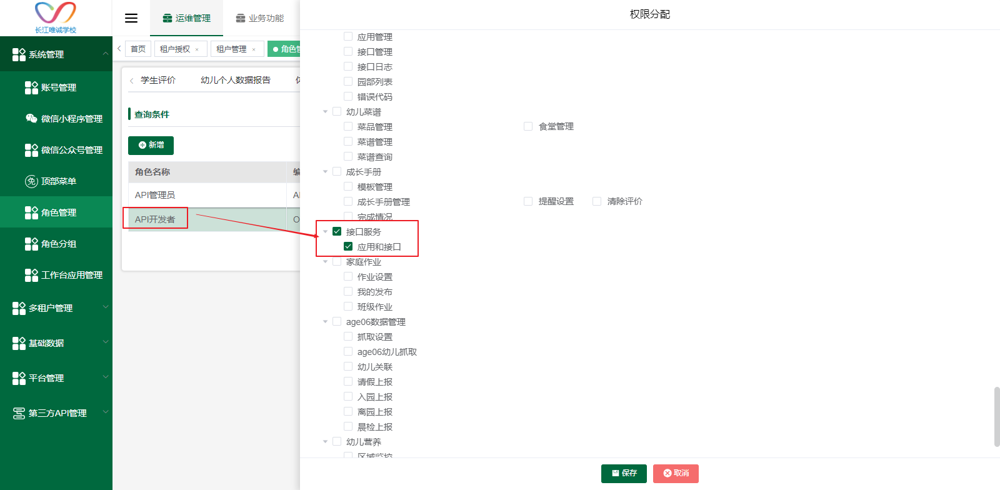 长江唯诚学校
系统管理
账号管理
微信小程序管理
微信公众号管理
免 顶部菜单
角色管理
角色分组
工作台应用管理
多租户管理
基础数据
平台管理
第三方API管理
运维管理
业务功能
首页
租户授权 ×
租户管理 ×
角色管
学生评价
幼儿个人数据报告
查询条件
新增
角色名称
编
API管理员
A
API开发者
O
权限分配
应用管理
接口管理
接口日志
园部列表
错误代码
幼儿菜谱
菜品管理 食堂管理
菜谱管理
菜谱查询
成长手册
模板管理
成长手册管理 提醒设置 清除评价
完成情况
接口服务
应用和接口
家庭作业
作业设置
我的发布
班级作业
age06数据管理
抓取设置
age06幼儿抓取
幼儿关联
请假上报
入园上报
离园上报
晨检上报
幼儿营养
区域监控
保存
取消